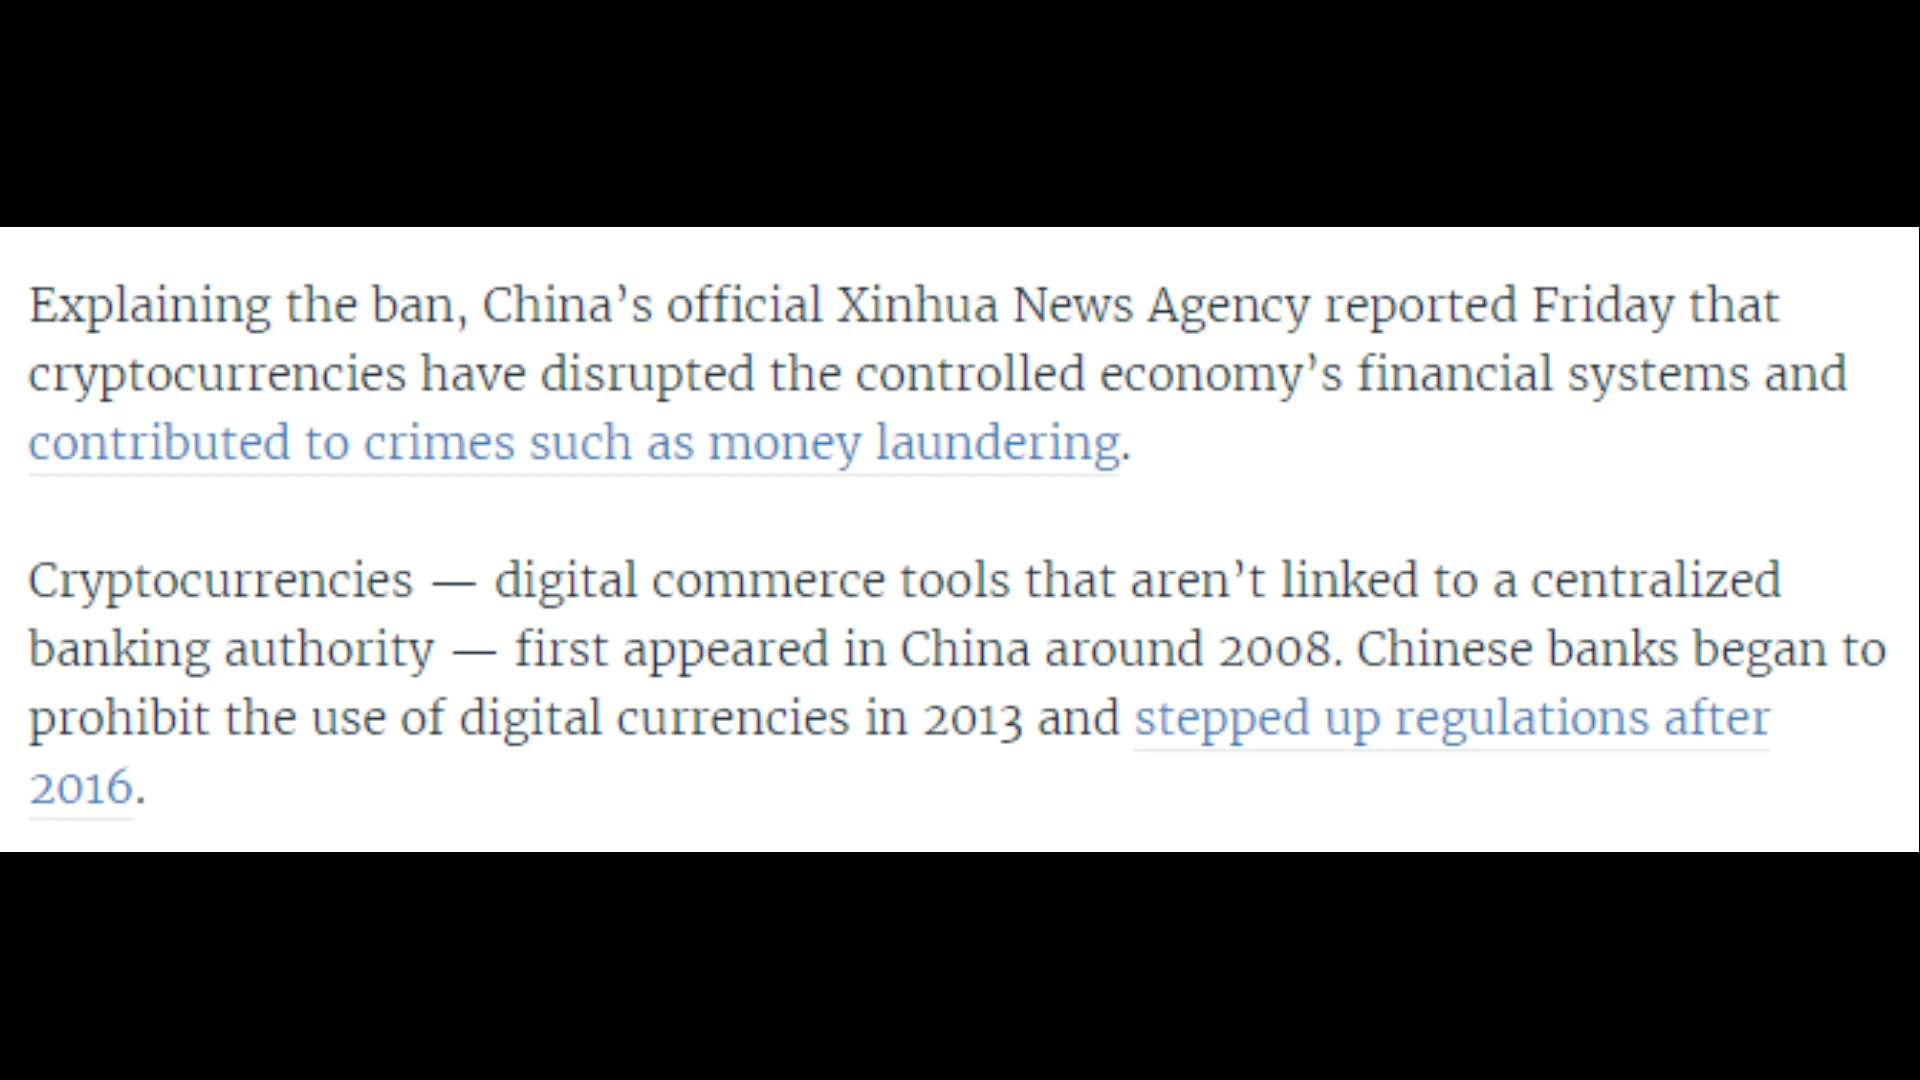 Explaining the ban, China’s official Xinhua News Agency reported Friday that
cryptocurrencies have disrupted the controlled economy’s financial systems and
contributed to crimes such as money laundering.
Cryptocurrencies — digital commerce tools that aren’t linked to a centralized
banking authority — first appeared in China around 2008. Chinese banks began to
prohibit the use of digital currencies in 2013 and stepped up regulations after
2016.